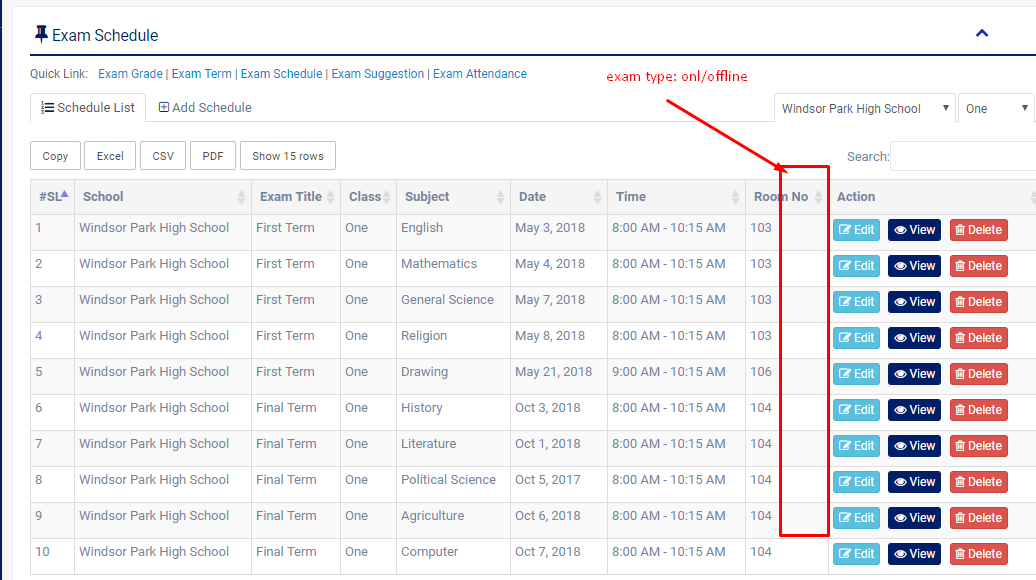 Exam Schedule
Quick Link: Exam Grade | Exam Term | Exam Schedule | Exam Suggestion | Exam Attendance
exam type: onl/offline
Schedule List Add Schedule Windsor Park High School One
Copy Excel CSV PDF Show 15 rows Search:
#SL School Exam Title Class Subject Date Time Room No Action
1 Windsor Park High School First Term One English May 3, 2018 8:00 AM - 10:15 AM 103 Edit View Delete
2 Windsor Park High School First Term One Mathematics May 4, 2018 8:00 AM - 10:15 AM 103 Edit View Delete
3 Windsor Park High School First Term One General Science May 7, 2018 8:00 AM - 10:15 AM 103 Edit View Delete
4 Windsor Park High School First Term One Religion May 8, 2018 8:00 AM - 10:15 AM 103 Edit View Delete
5 Windsor Park High School First Term One Drawing May 21, 2018 9:00 AM - 10:15 AM 106 Edit View Delete
6 Windsor Park High School Final Term One History Oct 3, 2018 8:00 AM - 10:15 AM 104 Edit View Delete
7 Windsor Park High School Final Term One Literature Oct 1, 2018 8:00 AM - 10:15 AM 104 Edit View Delete
8 Windsor Park High School Final Term One Political Science Oct 5, 2017 8:00 AM - 10:15 AM 104 Edit View Delete
9 Windsor Park High School Final Term One Agriculture Oct 6, 2018 8:00 AM - 10:15 AM 104 Edit View Delete
10 Windsor Park High School Final Term One Computer Oct 7, 2018 8:00 AM - 10:15 AM 104 Edit View Delete